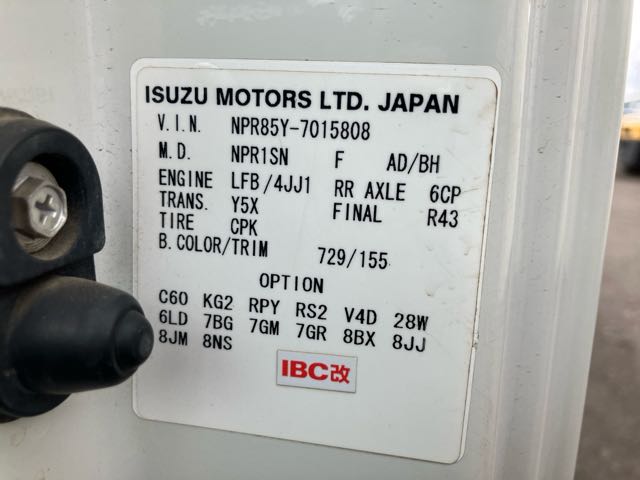 ISUZU MOTORS LTD. JAPAN
V.I.N. NPR85Y-7015808
M.D. NPR1SN F AD/BH
ENGINE LFB/4JJ1 RR AXLE 6CP
TRANS. Y5X FINAL R43
TIRE CPK
B.COLOR/TRIM 729/155
OPTION
C60 KG2 RPY RS2 V4D 28W
6LD 7BG 7GM 7GR 8BX 8JJ
8JM 8NS
IBC改